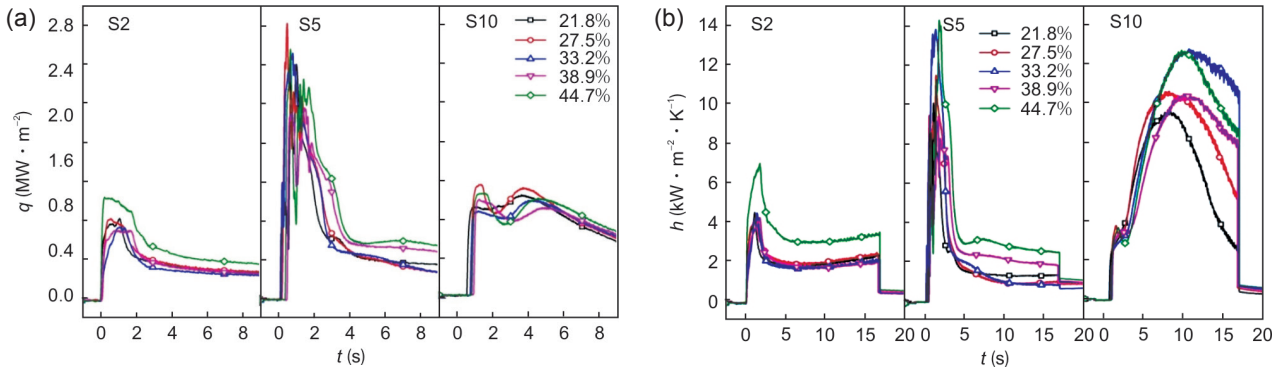 (a)
S2
S5
S10
21.8%
27.5%
33.2%
38.9%
44.7%
2.8
2.4
2.0
1.6
1.2
0.8
0.4
0.0
q (MW · m⁻²)
0 2 4 6 8 0 2 4 6 8 0 2 4 6 8
t (s)
(b)
S2
S5
S10
21.8%
27.5%
33.2%
38.9%
44.7%
14
12
10
8
6
4
2
0
h (kW · m⁻² · K⁻¹)
0 5 10 15 20 0 5 10 15 20 0 5 10 15 20
t (s)